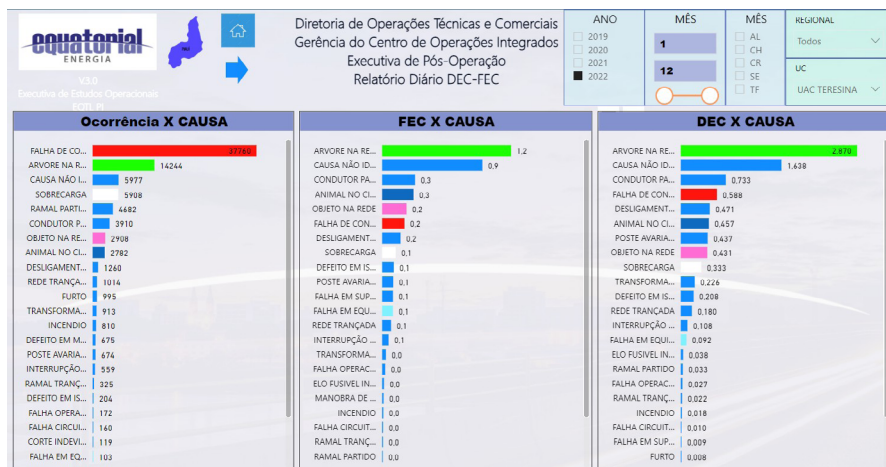 equatorial
ENERGIA
V3.0
Executiva de Estudos Operacionais
Diretoria de Operações Técnicas e Comerciais
Gerência do Centro de Operações Integrados
Executiva de Pós-Operação
Relatório Diário DEC-FEC
ANO
2019
2020
2021
2022
MÊS
1
12
MÊS
AL
CH
CR
SE
TF
REGIONAL
Todos
UC
UAC TERESINA
Ocorrência X CAUSA
FALHA DE CO... 37760
ARVORE NA R... 14244
CAUSA NÃO I... 5977
SOBRECARGA 5908
RAMAL PARTI... 4682
CONDUTOR P... 3910
OBJETO NA RE... 2908
ANIMAL NO CI... 2782
DESLIGAMENT... 1260
REDE TRANÇA... 1014
FURTO 995
TRANSFORMA... 913
INCENDIO 810
DEFEITO EM M... 675
POSTE AVARIA... 674
INTERRUPÇÃO... 559
RAMAL TRANÇ... 325
DEFEITO EM IS... 204
FALHA OPERA... 172
FALHA CIRCUI... 160
CORTE INDEVI... 119
FALHA EM EQ... 103
FEC X CAUSA
ARVORE NA RE... 1,2
CAUSA NÃO ID... 0,9
CONDUTOR PA... 0,3
ANIMAL NO CI... 0,3
OBJETO NA REDE 0,2
FALHA DE CON... 0,2
DESLIGAMENT... 0,2
SOBRECARGA 0,1
DEFEITO EM IS... 0,1
POSTE AVARIA... 0,1
FALHA EM SUP... 0,1
FALHA EM EQU... 0,1
REDE TRANÇADA 0,1
INTERRUPÇÃO ... 0,1
TRANSFORMA... 0,0
FALHA OPERAC... 0,0
ELO FUSIVEL IN... 0,0
MANOBRA DE ... 0,0
INCENDIO 0,0
FALHA CIRCUIT... 0,0
RAMAL TRANÇ... 0,0
RAMAL PARTIDO 0,0
DEC X CAUSA
ARVORE NA RE... 2,870
CAUSA NÃO ID... 1,638
CONDUTOR PA... 0,733
FALHA DE CON... 0,588
DESLIGAMENT... 0,471
ANIMAL NO CI... 0,457
POSTE AVARIA... 0,437
OBJETO NA REDE 0,431
SOBRECARGA 0,333
TRANSFORMA... 0,226
DEFEITO EM IS... 0,208
REDE TRANÇADA 0,180
INTERRUPÇÃO ... 0,108
FALHA EM EQUI... 0,092
ELO FUSIVEL IN... 0,038
RAMAL PARTIDO 0,033
FALHA OPERAC... 0,027
RAMAL TRANÇ... 0,022
INCENDIO 0,018
FALHA CIRCUIT... 0,010
FALHA EM SUP... 0,009
FURTO 0,008